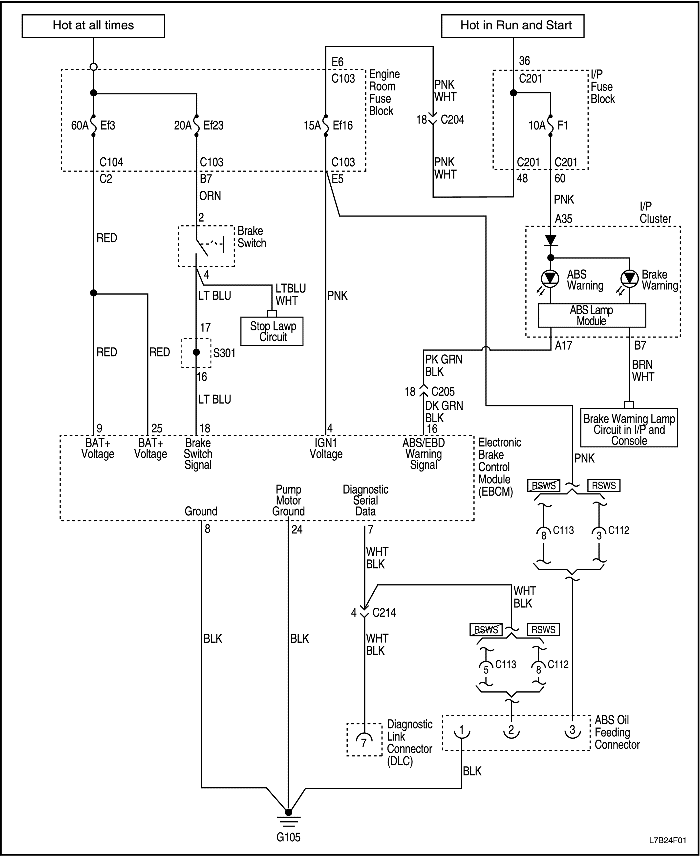 Hot at all times
Hot in Run and Start
E6
C103
Engine
Room
Fuse
Block
PNK
WHT
18
C204
PNK
WHT
36
C201
I/P
Fuse
Block
60A
Ef3
20A
Ef23
15A
Ef16
10A
F1
C104
C2
C103
B7
C103
E5
C201
48
C201
60
ORN
PNK
RED
2
Brake
Switch
4
LT BLU
LTBLU
WHT
Stop Lawp
Circuit
PNK
A35
I/P
Cluster
ABS
Warning
Brake
Warning
ABS Lamp
Module
A17
B7
17
S301
16
LT BLU
RED
RED
PK GRN
BLK
18
C205
DK GRN
BLK
BRN
WHT
Brake Warning Lamp
Circuit in I/P and
Console
PNK
9
25
18
4
16
BAT+
Voltage
BAT+
Voltage
Brake
Switch
Signal
IGN1
Voltage
ABS/EBD
Warning
Signal
Electronic
Brake
Control
Module
(EBCM)
Ground
Pump
Motor
Ground
Diagnostic
Serial
Data
8
24
7
RSWS
RSWS
8
C113
3
C112
WHT
BLK
4
C214
WHT
BLK
WHT
BLK
RSWS
RSWS
5
C113
8
C112
BLK
BLK
7
Diagnostic
Link
Connector
(DLC)
1
2
3
ABS Oil
Feeding
Connector
BLK
G105
L7B24F01